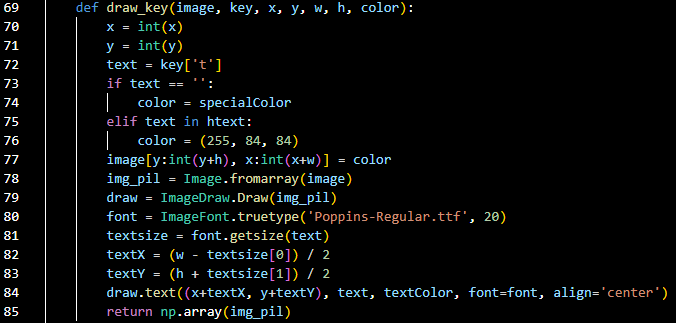 69 def draw_key(image, key, x, y, w, h, color):
70 x = int(x)
71 y = int(y)
72 text = key['t']
73 if text == '':
74 color = specialColor
75 elif text in htext:
76 color = (255, 84, 84)
77 image[y:int(y+h), x:int(x+w)] = color
78 img_pil = Image.fromarray(image)
79 draw = ImageDraw.Draw(img_pil)
80 font = ImageFont.truetype('Poppins-Regular.ttf', 20)
81 textsize = font.getsize(text)
82 textX = (w - textsize[0]) / 2
83 textY = (h + textsize[1]) / 2
84 draw.text((x+textX, y+textY), text, textColor, font=font, align='center')
85 return np.array(img_pil)